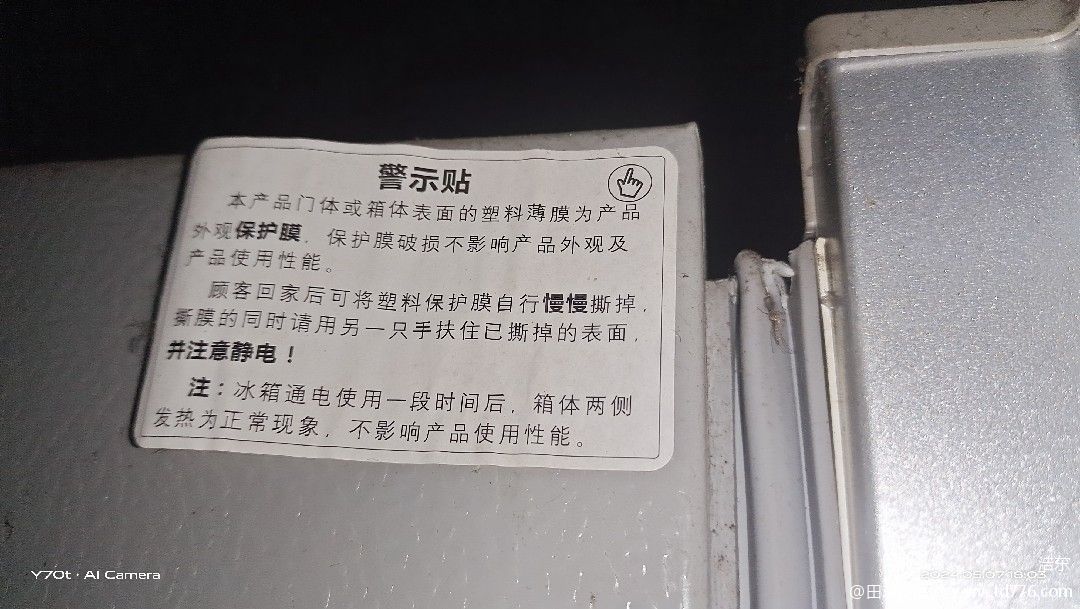 警示贴
本产品门体或箱体表面的塑料薄膜为产品
外观保护膜，保护膜破损不影响产品外观及
产品使用性能。
顾客回家后可将塑料保护膜自行慢慢撕掉，
撕膜的同时请用另一只手扶住已撕掉的表面，
并注意静电！
注：冰箱通电使用一段时间后，箱体两侧
发热为正常现象，不影响产品使用性能。
Y70t · AI Camera
洁东